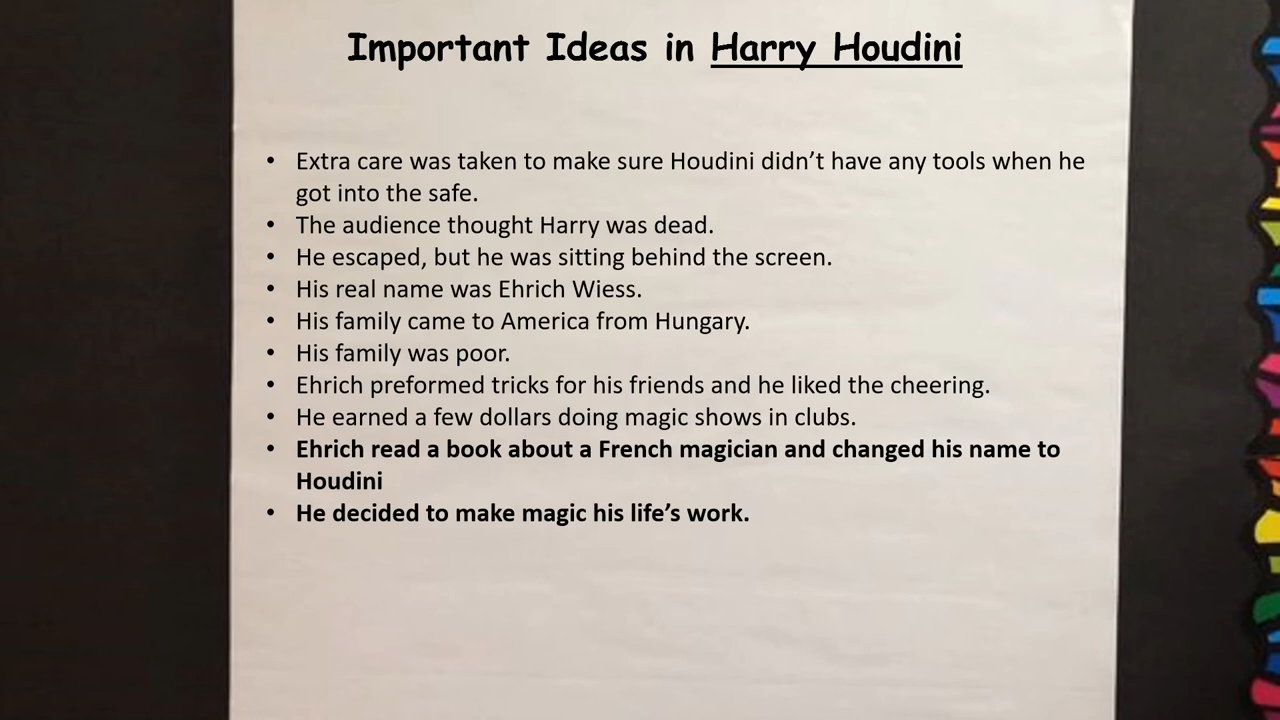 Important Ideas in Harry Houdini
• Extra care was taken to make sure Houdini didn’t have any tools when he
got into the safe.
• The audience thought Harry was dead.
• He escaped, but he was sitting behind the screen.
• His real name was Ehrich Wiess.
• His family came to America from Hungary.
• His family was poor.
• Ehrich preformed tricks for his friends and he liked the cheering.
• He earned a few dollars doing magic shows in clubs.
• Ehrich read a book about a French magician and changed his name to
Houdini
• He decided to make magic his life’s work.